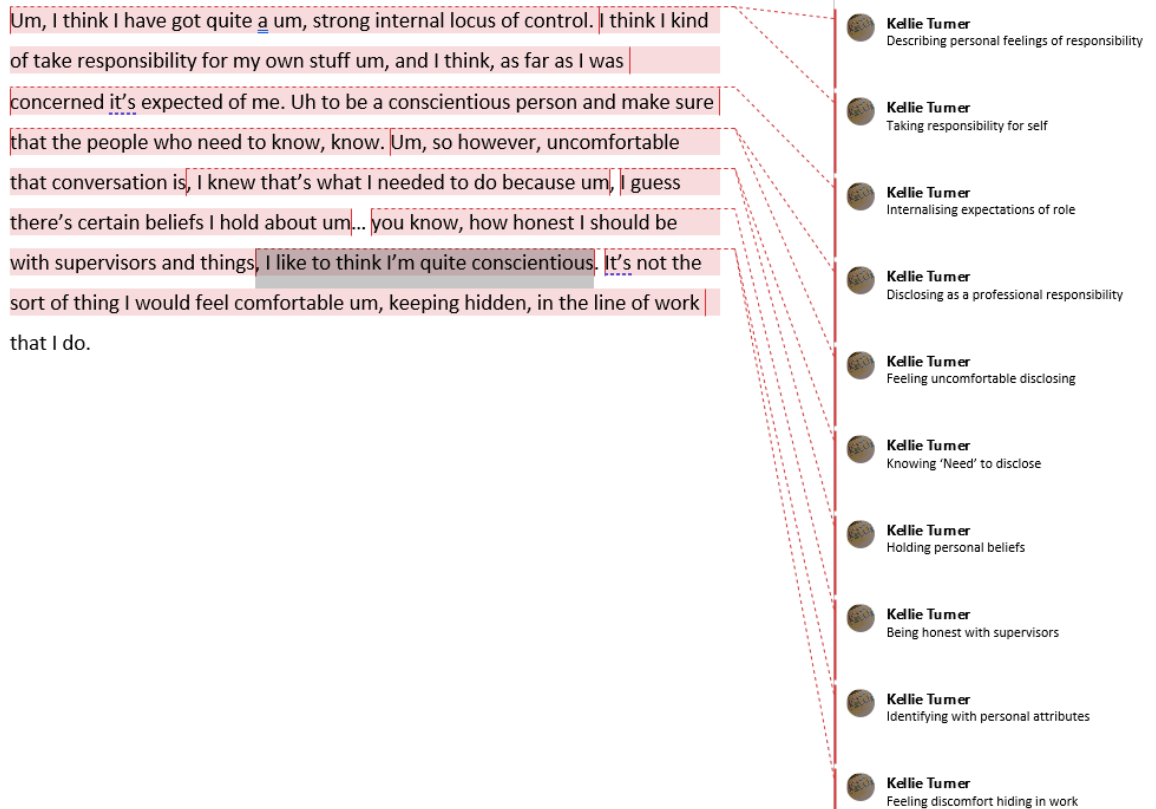 Um, I think I have got quite a um, strong internal locus of control. I think I kind
of take responsibility for my own stuff um, and I think, as far as I was
concerned it's expected of me. Uh to be a conscientious person and make sure
that the people who need to know, know. Um, so however, uncomfortable
that conversation is, I knew that's what I needed to do because um, I guess
there's certain beliefs I hold about um... you know, how honest I should be
with supervisors and things, I like to think I'm quite conscientious. It's not the
sort of thing I would feel comfortable um, keeping hidden, in the line of work
that I do.
Kellie Turner
Describing personal feelings of responsibility
Kellie Turner
Taking responsibility for self
Kellie Turner
Internalising expectations of role
Kellie Turner
Disclosing as a professional responsibility
Kellie Turner
Feeling uncomfortable disclosing
Kellie Turner
Knowing ‘Need’ to disclose
Kellie Turner
Holding personal beliefs
Kellie Turner
Being honest with supervisors
Kellie Turner
Identifying with personal attributes
Kellie Turner
Feeling discomfort hiding in work